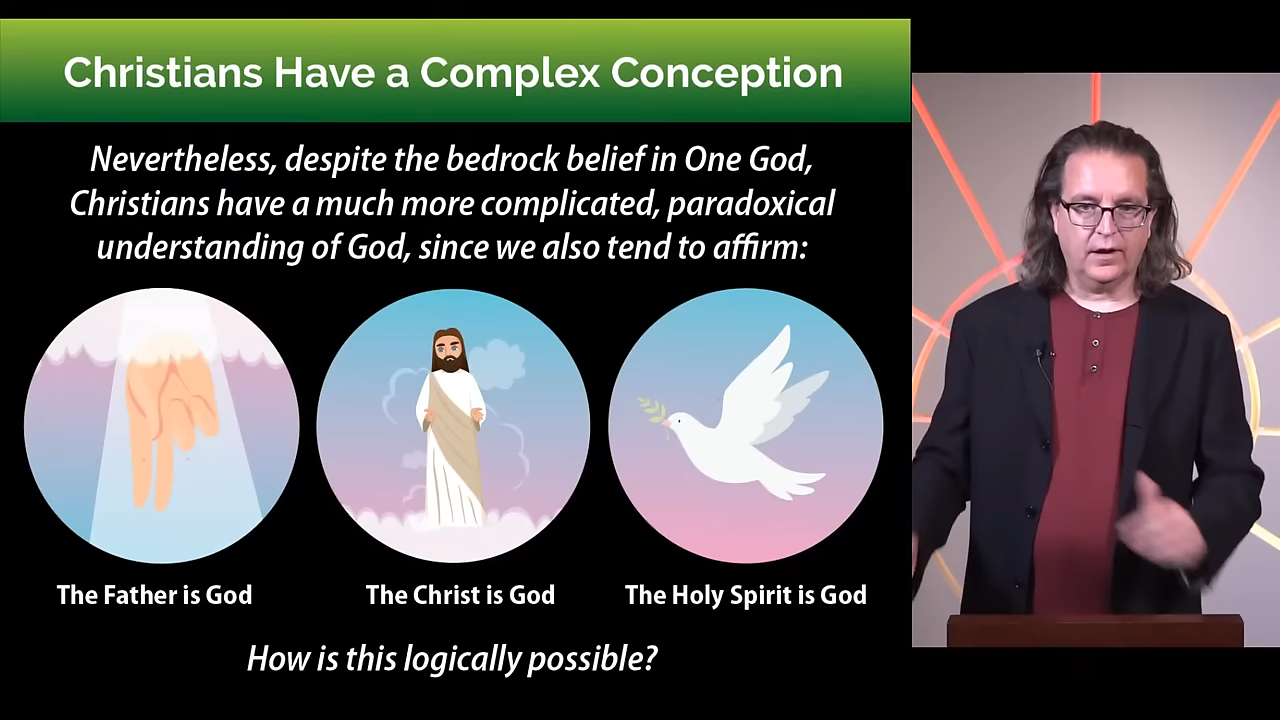 Christians Have a Complex Conception
Nevertheless, despite the bedrock belief in One God,
Christians have a much more complicated, paradoxical
understanding of God, since we also tend to affirm:
The Father is God
The Christ is God
The Holy Spirit is God
How is this logically possible?